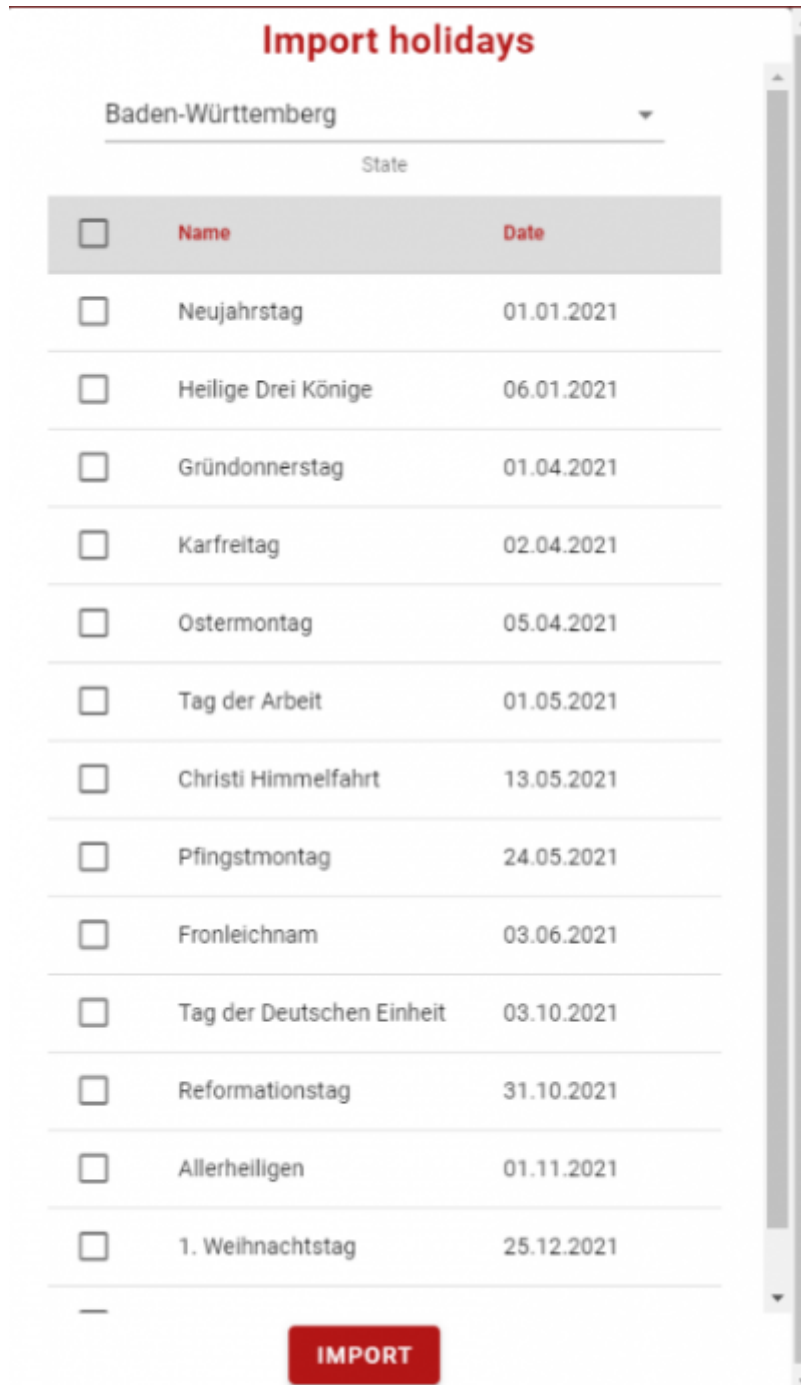 Import holidays
Baden-Württemberg
State
Name Date
Neujahrstag 01.01.2021
Heilige Drei Könige 06.01.2021
Gründonnerstag 01.04.2021
Karfreitag 02.04.2021
Ostermontag 05.04.2021
Tag der Arbeit 01.05.2021
Christi Himmelfahrt 13.05.2021
Pfingstmontag 24.05.2021
Fronleichnam 03.06.2021
Tag der Deutschen Einheit 03.10.2021
Reformationstag 31.10.2021
Allerheiligen 01.11.2021
1. Weihnachtstag 25.12.2021
IMPORT